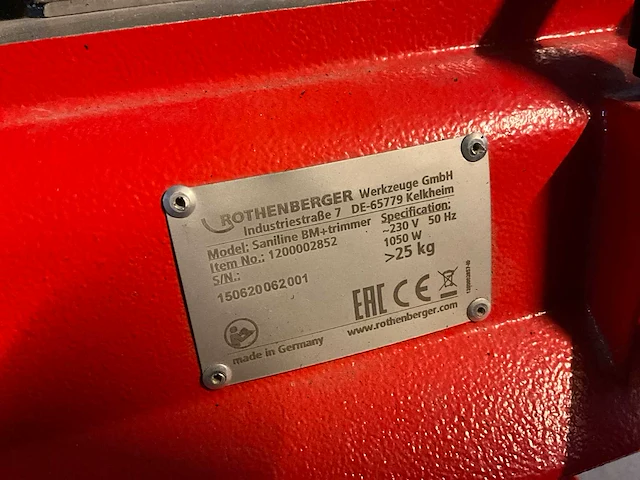 ROTHENBERGER Werkzeuge GmbH
Industriestraße 7 DE-65779 Kelkheim
Model: Saniline BM+trimmer Specification:
Item No.: 1200002852 ~230 V 50 Hz
S/N.: 1050 W
>25 kg
150620062001
EAC CE
made in Germany www.rothenberger.com